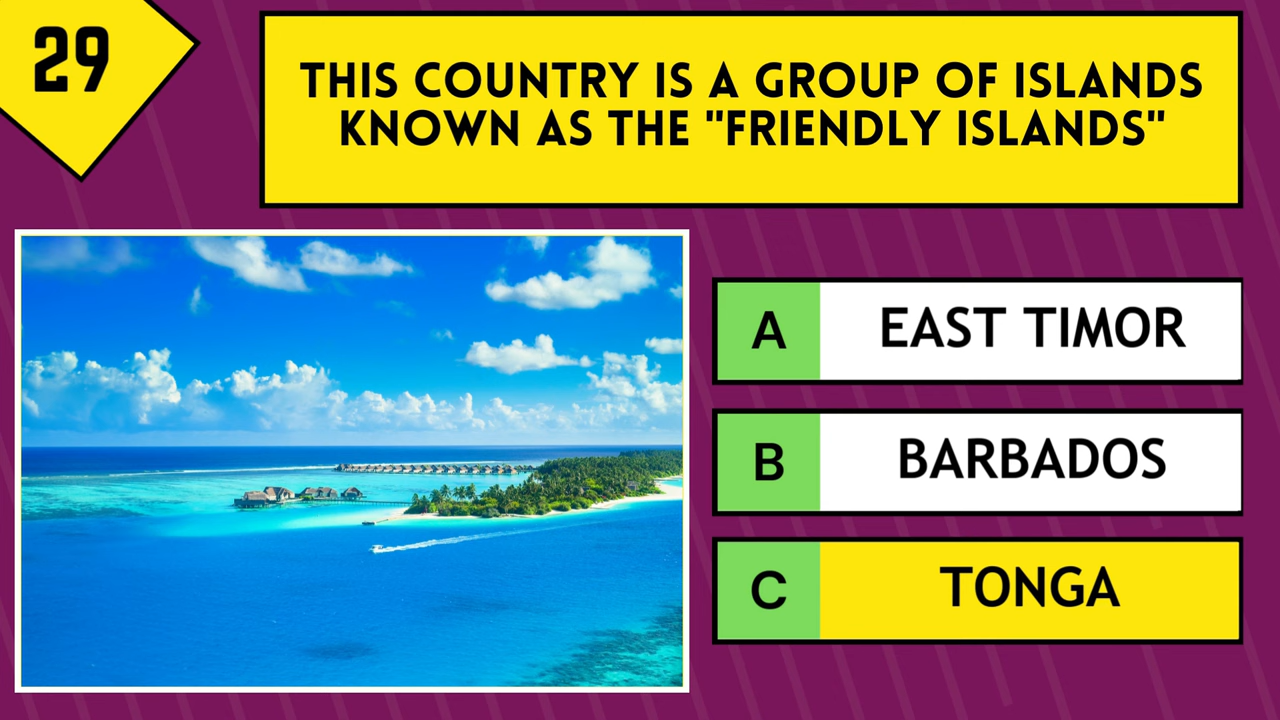 29
THIS COUNTRY IS A GROUP OF ISLANDS
KNOWN AS THE "FRIENDLY ISLANDS"
A EAST TIMOR
B BARBADOS
C TONGA